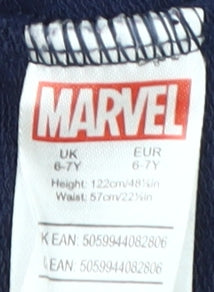 MARVEL
UK EUR
6-7Y 6-7Y
Height: 122cm/48⅛in
Waist: 57cm/22½in
K EAN: 5059944082806
EAN: 5059944082806